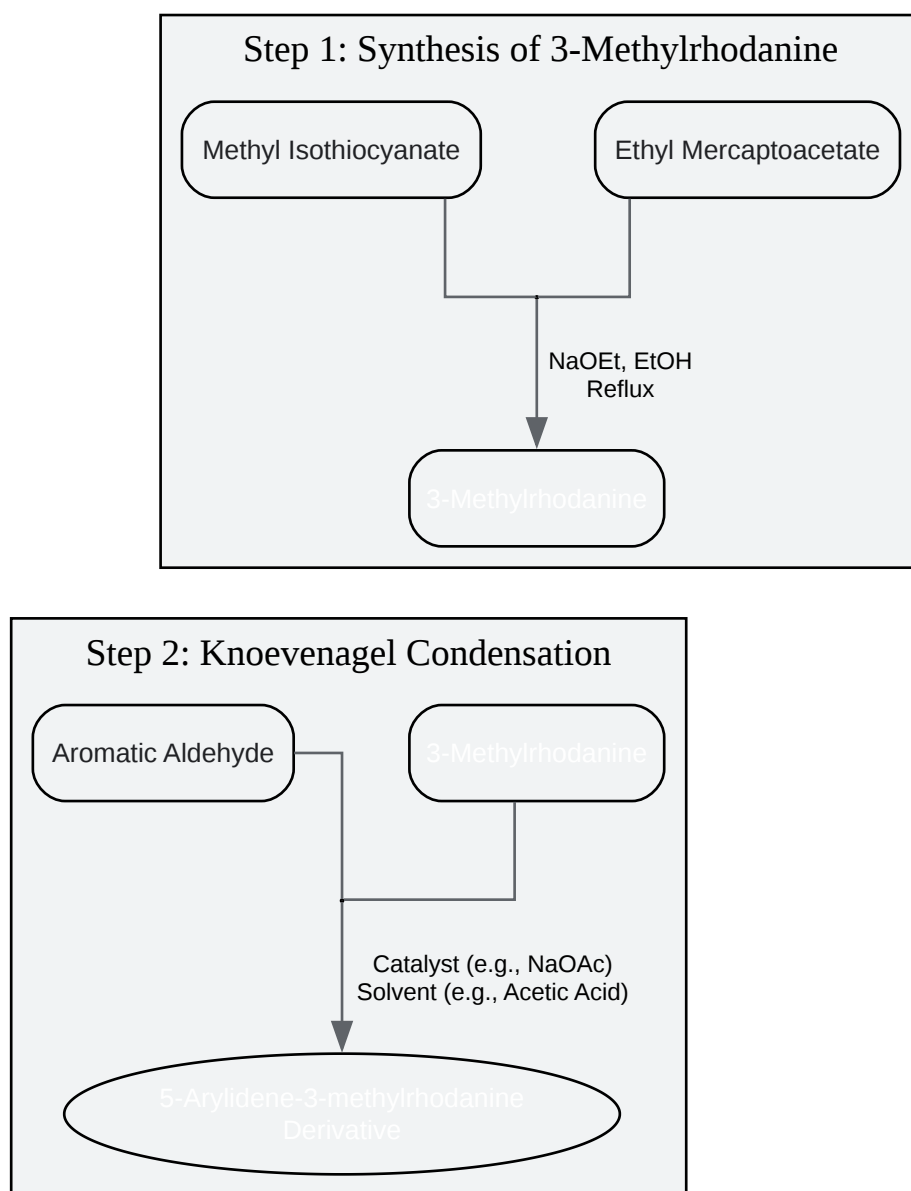 Step 1: Synthesis of 3-Methylrhodanine
Methyl Isothiocyanate
Ethyl Mercaptoacetate
NaOEt, EtOH
Reflux
3-Methylrhodanine
Step 2: Knoevenagel Condensation
Aromatic Aldehyde
3-Methylrhodanine
Catalyst (e.g., NaOAc)
Solvent (e.g., Acetic Acid)
5-Arylidene-3-methylrhodanine
Derivative